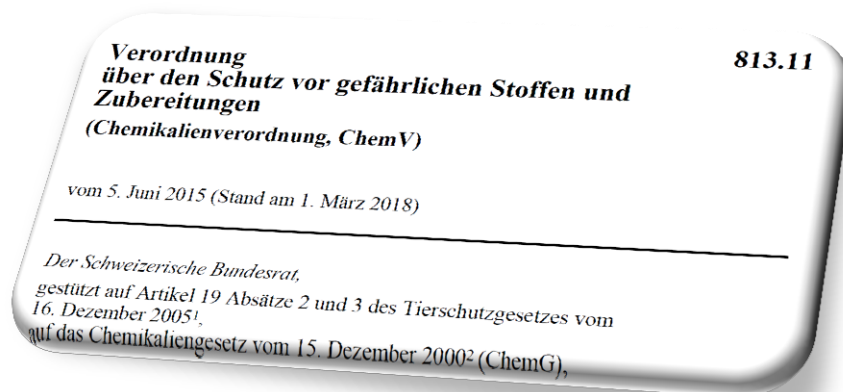 Verordnung 813.11
über den Schutz vor gefährlichen Stoffen und
Zubereitungen
(Chemikalienverordnung, ChemV)
vom 5. Juni 2015 (Stand am 1. März 2018)
Der Schweizerische Bundesrat,
gestützt auf Artikel 19 Absätze 2 und 3 des Tierschutzgesetzes vom
16. Dezember 2005¹,
auf das Chemikaliengesetz vom 15. Dezember 2000² (ChemG),